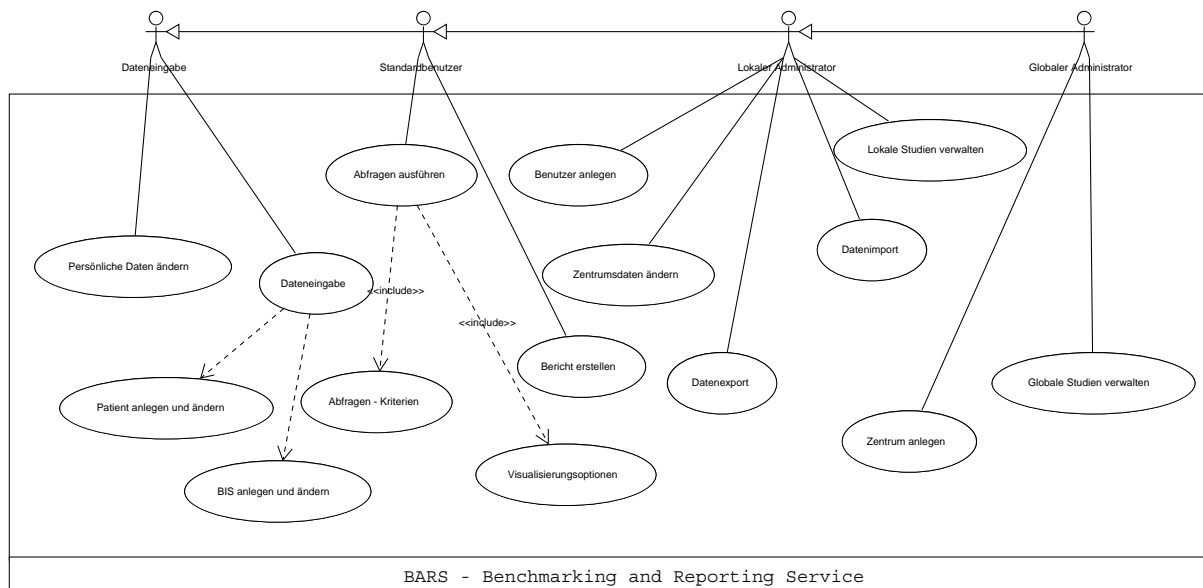 Dateneingabe
Standardbenutzer
Lokaler Administrator
Globaler Administrator
Lokale Studien verwalten
Abfragen ausführen
Benutzer anlegen
Datenimport
Persönliche Daten ändern
Zentrumsdaten ändern
Dateneingabe
<<include>>
<<include>>
Bericht erstellen
Datenexport
Globale Studien verwalten
Patient anlegen und ändern
Abfragen - Kriterien
Zentrum anlegen
Visualisierungsoptionen
BIS anlegen und ändern
BARS - Benchmarking and Reporting Service